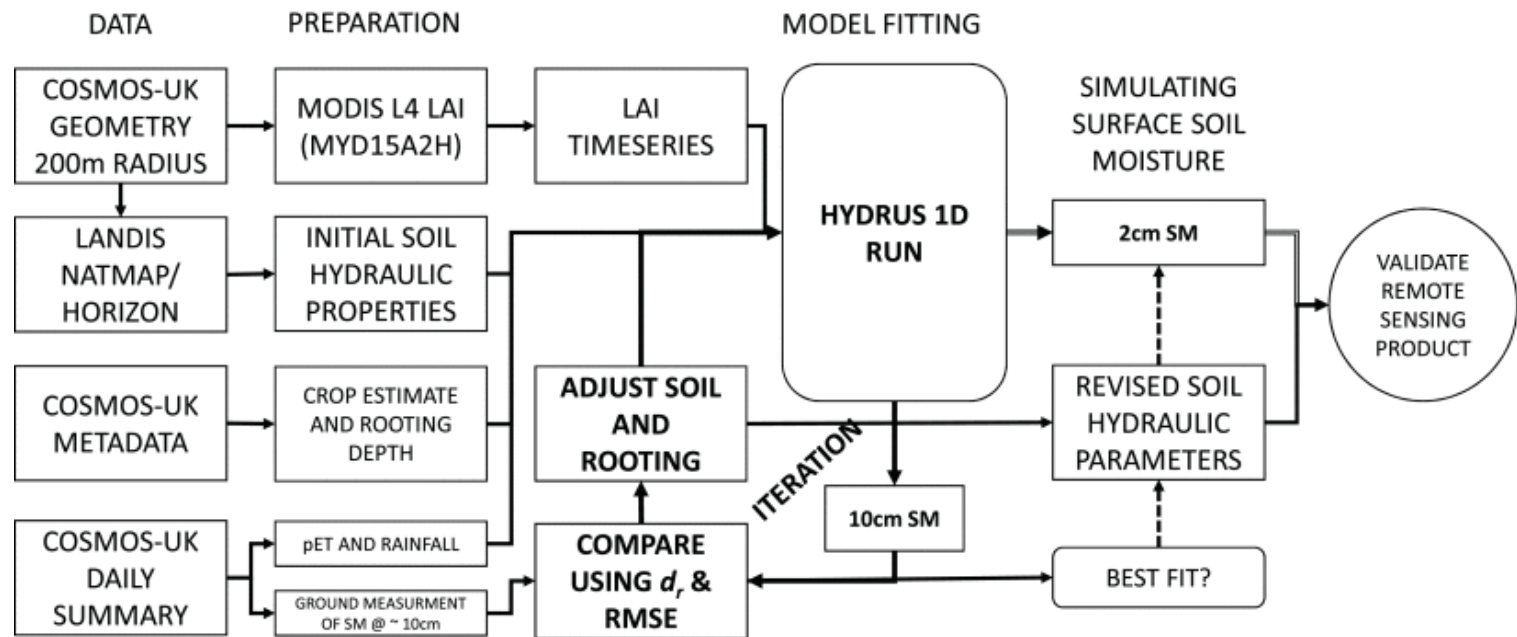 DATA
PREPARATION
MODEL FITTING
COSMOS-UK
GEOMETRY
200m RADIUS
MODIS L4 LAI
(MYD15A2H)
LAI
TIMESERIES
HYDRUS 1D
RUN
SIMULATING
SURFACE SOIL
MOISTURE
LANDIS
NATMAP/
HORIZON
INITIAL SOIL
HYDRAULIC
PROPERTIES
2cm SM
VALIDATE
REMOTE
SENSING
PRODUCT
COSMOS-UK
METADATA
CROP ESTIMATE
AND ROOTING
DEPTH
ADJUST SOIL
AND
ROOTING
REVISED SOIL
HYDRAULIC
PARAMETERS
ITERATION
10cm SM
COSMOS-UK
DAILY
SUMMARY
pET AND RAINFALL
GROUND MEASURMENT
OF SM @ ~ 10cm
COMPARE
USING dr &
RMSE
BEST FIT?